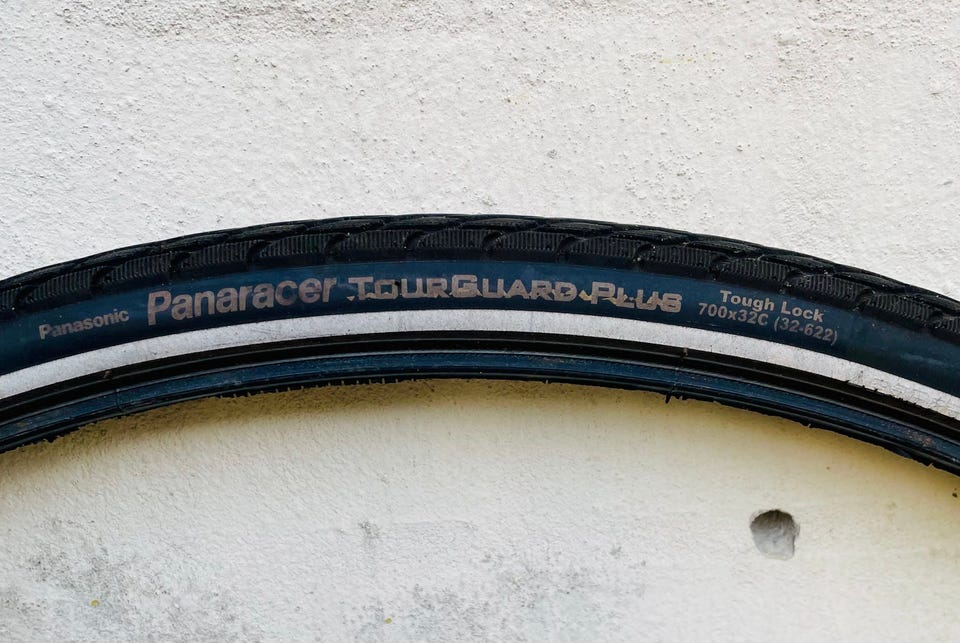 Panasonic Panaracer TOURGUARD PLUS
Tough Lock
700x32C (32-622)